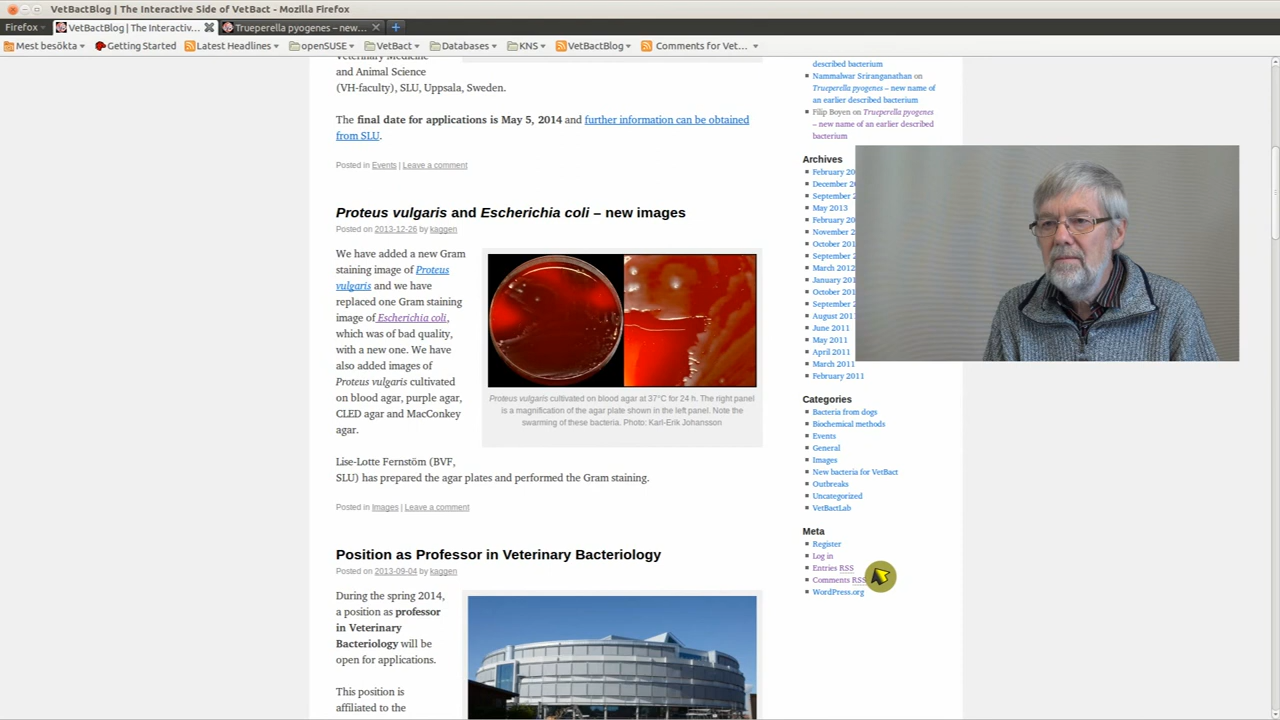 VetBactBlog | The Interactive Side of VetBact - Mozilla Firefox
Firefox
VetBactBlog | The Interactiv...
Trueperella pyogenes – new...
Mest besökta
Getting Started
Latest Headlines
openSUSE
VetBact
Databases
KNS
VetBactBlog
Comments for Vet...
Veterinary Medicine
and Animal Science
(VH-faculty), SLU, Uppsala, Sweden.
The final date for applications is May 5, 2014 and further information can be obtained
from SLU.
Posted in Events | Leave a comment
Proteus vulgaris and Escherichia coli – new images
Posted on 2013-12-26 by kaggen
We have added a new Gram
staining image of Proteus
vulgaris and we have
replaced one Gram staining
image of Escherichia coli,
which was of bad quality,
with a new one. We have
also added images of
Proteus vulgaris cultivated
on blood agar, purple agar,
CLED agar and MacConkey
agar.
Proteus vulgaris cultivated on blood agar at 37°C for 24 h. The right panel
is a magnification of the agar plate shown in the left panel. Note the
swarming of these bacteria. Photo: Karl-Erik Johansson
Lise-Lotte Fernström (BVF,
SLU) has prepared the agar plates and performed the Gram staining.
Posted in Images | Leave a comment
Position as Professor in Veterinary Bacteriology
Posted on 2013-09-04 by kaggen
During the spring 2014,
a position as professor
in Veterinary
Bacteriology will be
open for applications.
This position is
affiliated to the
described bacterium
Nammalwar Sriranganathan on
Trueperella pyogenes – new name of
an earlier described bacterium
Filip Boyen on Trueperella pyogenes
– new name of an earlier described
bacterium
Archives
February 20
December 20
September 2
May 2013
February 20
November 2
October 201
September 2
March 2012
January 201
October 201
September 2
August 2011
June 2011
May 2011
April 2011
March 2011
February 2011
Categories
Bacteria from dogs
Biochemical methods
Events
General
Images
New bacteria for VetBact
Outbreaks
Uncategorized
VetBactLab
Meta
Register
Log in
Entries RSS
Comments RSS
WordPress.org